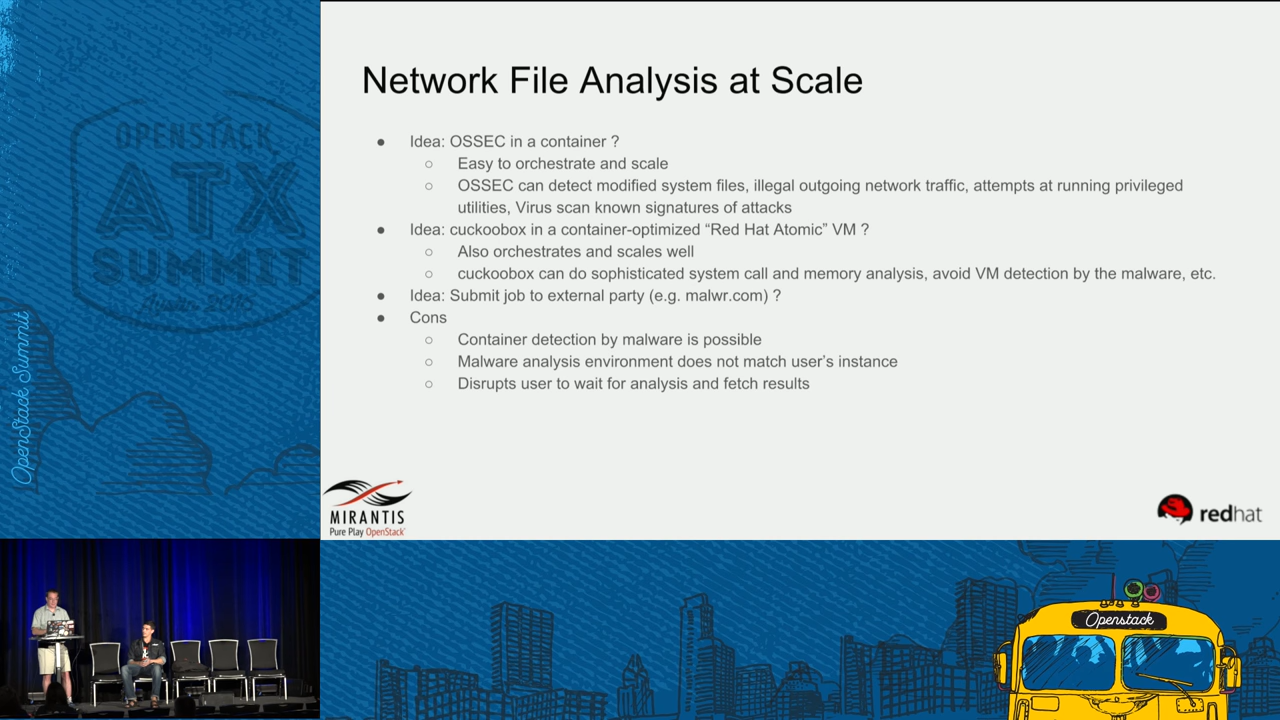 OPENSTACK
ATX
SUMMIT
Austin 2016
OpenStack Summit
Network File Analysis at Scale
● Idea: OSSEC in a container ?
○ Easy to orchestrate and scale
○ OSSEC can detect modified system files, illegal outgoing network traffic, attempts at running privileged
utilities, Virus scan known signatures of attacks
● Idea: cuckoobox in a container-optimized “Red Hat Atomic” VM ?
○ Also orchestrates and scales well
○ cuckoobox can do sophisticated system call and memory analysis, avoid VM detection by the malware, etc.
● Idea: Submit job to external party (e.g. malwr.com) ?
● Cons
○ Container detection by malware is possible
○ Malware analysis environment does not match user’s instance
○ Disrupts user to wait for analysis and fetch results
MIRANTIS
Pure Play OpenStack
redhat
Openstack